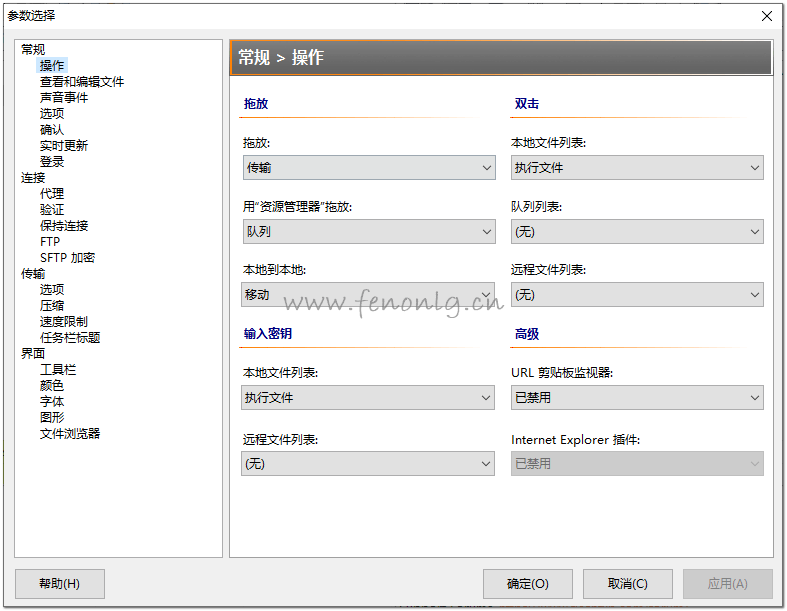 参数选择
常规
操作
查看和编辑文件
声音事件
选项
确认
实时更新
登录
连接
代理
验证
保持连接
FTP
SFTP 加密
传输
选项
压缩
速度限制
任务栏标题
界面
工具栏
颜色
字体
图形
文件浏览器
常规 > 操作
拖放
拖放:
传输
用“资源管理器”拖放:
队列
本地到本地:
移动
输入密钥
本地文件列表:
执行文件
远程文件列表:
(无)
双击
本地文件列表:
执行文件
队列列表:
(无)
远程文件列表:
(无)
高级
URL 剪贴板监视器:
已禁用
Internet Explorer 插件:
已禁用
www.fenonlg.cn
帮助(H)
确定(O)
取消(C)
应用(A)